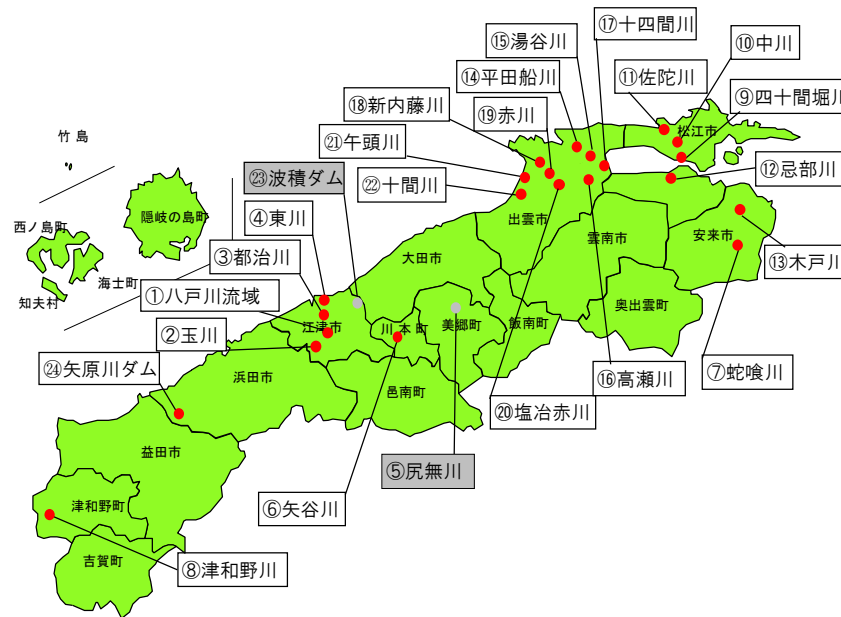 ⑰十四間川
⑮湯谷川
⑩中川
⑭平田船川
⑪佐陀川
⑨四十間堀川
⑱新内藤川
⑲赤川
松江市
竹島
㉑午頭川
⑫忌部川
㉓波積ダム
㉒十間川
隠岐の島町
西ノ島町
④東川
出雲市
雲南市
安来市
③都治川
大田市
⑬木戸川
海士町
知夫村
①八戸川流域
奥出雲町
江津市
川本町
美郷町
飯南町
②玉川
㉔矢原川ダム
⑯高瀬川
⑦蛇喰川
浜田市
邑南町
⑳塩冶赤川
益田市
⑤尻無川
津和野町
⑥矢谷川
吉賀町
⑧津和野川